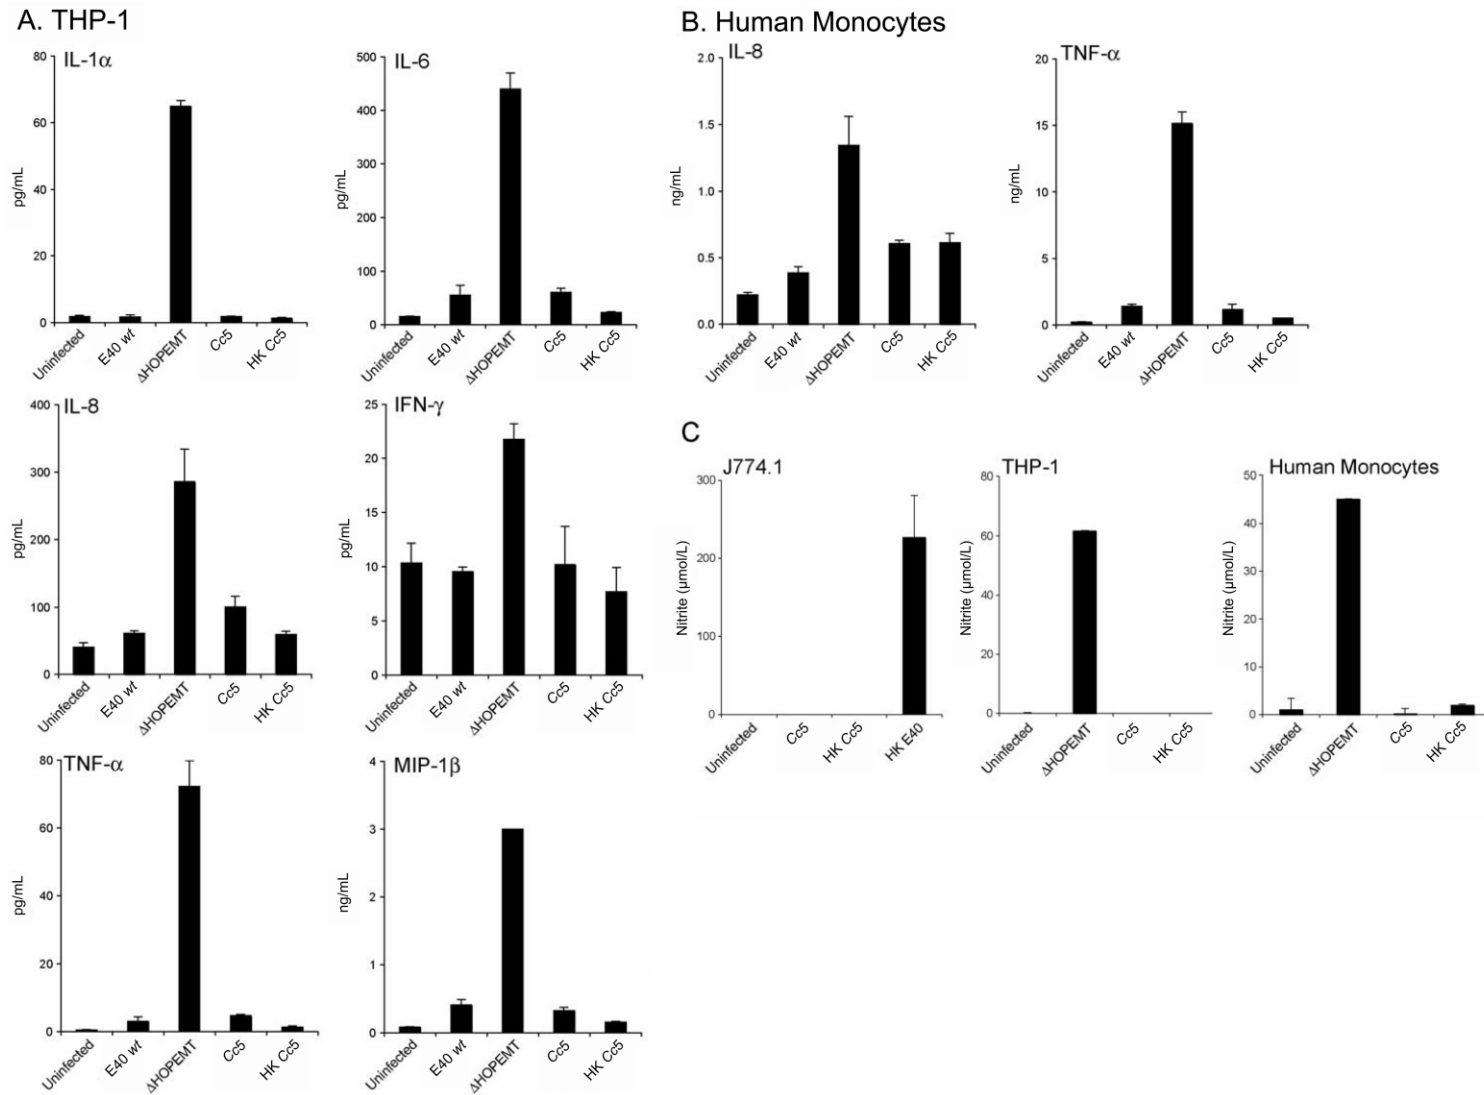 A. THP-1
IL-1α
80
60
40
20
0
pg/mL
Uninfected
E40 wt
ΔHOPEMT
Cc5
HK Cc5
IL-6
500
400
300
200
100
0
pg/mL
Uninfected
E40 wt
ΔHOPEMT
Cc5
HK Cc5
IL-8
400
300
200
100
0
pg/mL
Uninfected
E40 wt
ΔHOPEMT
Cc5
HK Cc5
IFN-γ
25
20
15
10
5
0
pg/mL
Uninfected
E40 wt
ΔHOPEMT
Cc5
HK Cc5
TNF-α
80
60
40
20
0
pg/mL
Uninfected
E40 wt
ΔHOPEMT
Cc5
HK Cc5
MIP-1β
4
3
2
1
0
ng/mL
Uninfected
E40 wt
ΔHOPEMT
Cc5
HK Cc5
B. Human Monocytes
IL-8
2.0
1.5
1.0
0.5
0.0
ng/mL
Uninfected
E40 wt
ΔHOPEMT
Cc5
HK Cc5
TNF-α
20
15
10
5
0
ng/mL
Uninfected
E40 wt
ΔHOPEMT
Cc5
HK Cc5
C
J774.1
300
200
100
0
Nitrite (µmol/L)
Uninfected
Cc5
HK Cc5
HK E40
THP-1
80
60
40
20
0
Nitrite (µmol/L)
Uninfected
ΔHOPEMT
Cc5
HK Cc5
Human Monocytes
50
40
30
20
10
0
Nitrite (µmol/L)
Uninfected
ΔHOPEMT
Cc5
HK Cc5